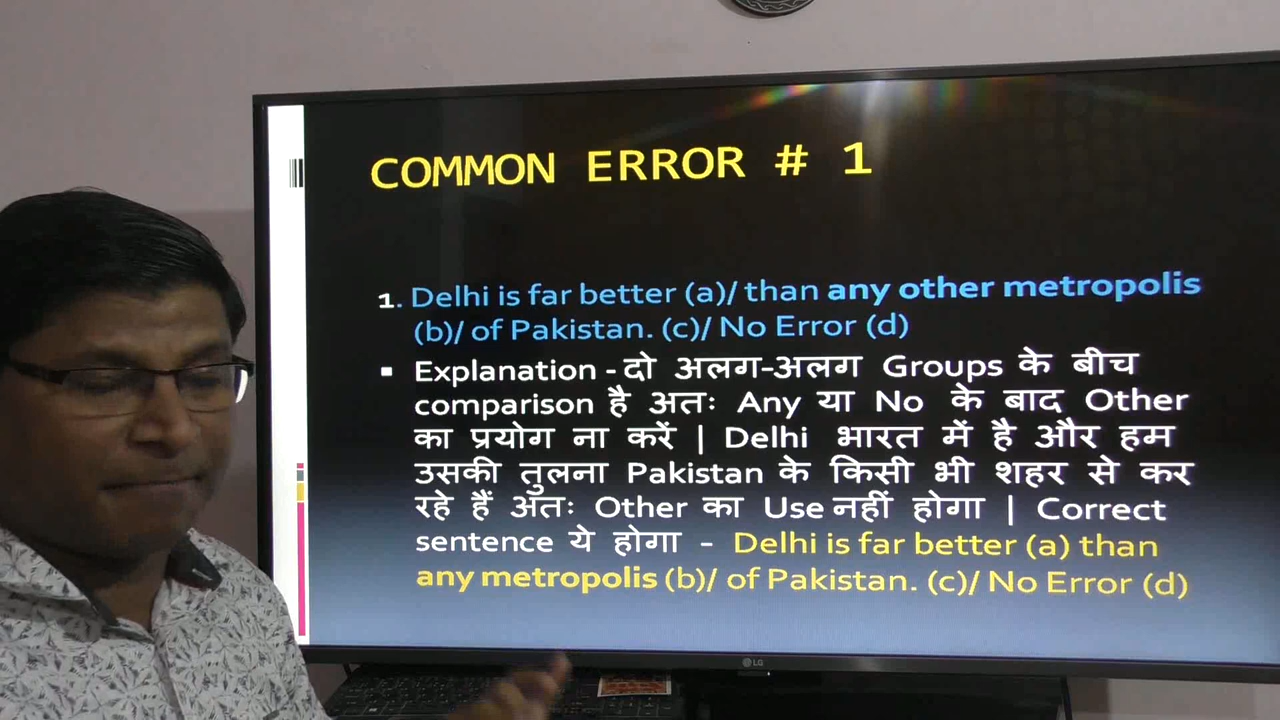 COMMON ERROR # 1
1. Delhi is far better (a)/ than any other metropolis
(b)/ of Pakistan. (c)/ No Error (d)
▪ Explanation - दो अलग-अलग Groups के बीच
comparison है अतः Any या No के बाद Other
का प्रयोग ना करें | Delhi भारत में है और हम
उसकी तुलना Pakistan के किसी भी शहर से कर
रहे हैं अतः Other का Use नहीं होगा | Correct
sentence ये होगा - Delhi is far better (a) than
any metropolis (b)/ of Pakistan. (c)/ No Error (d)
LG